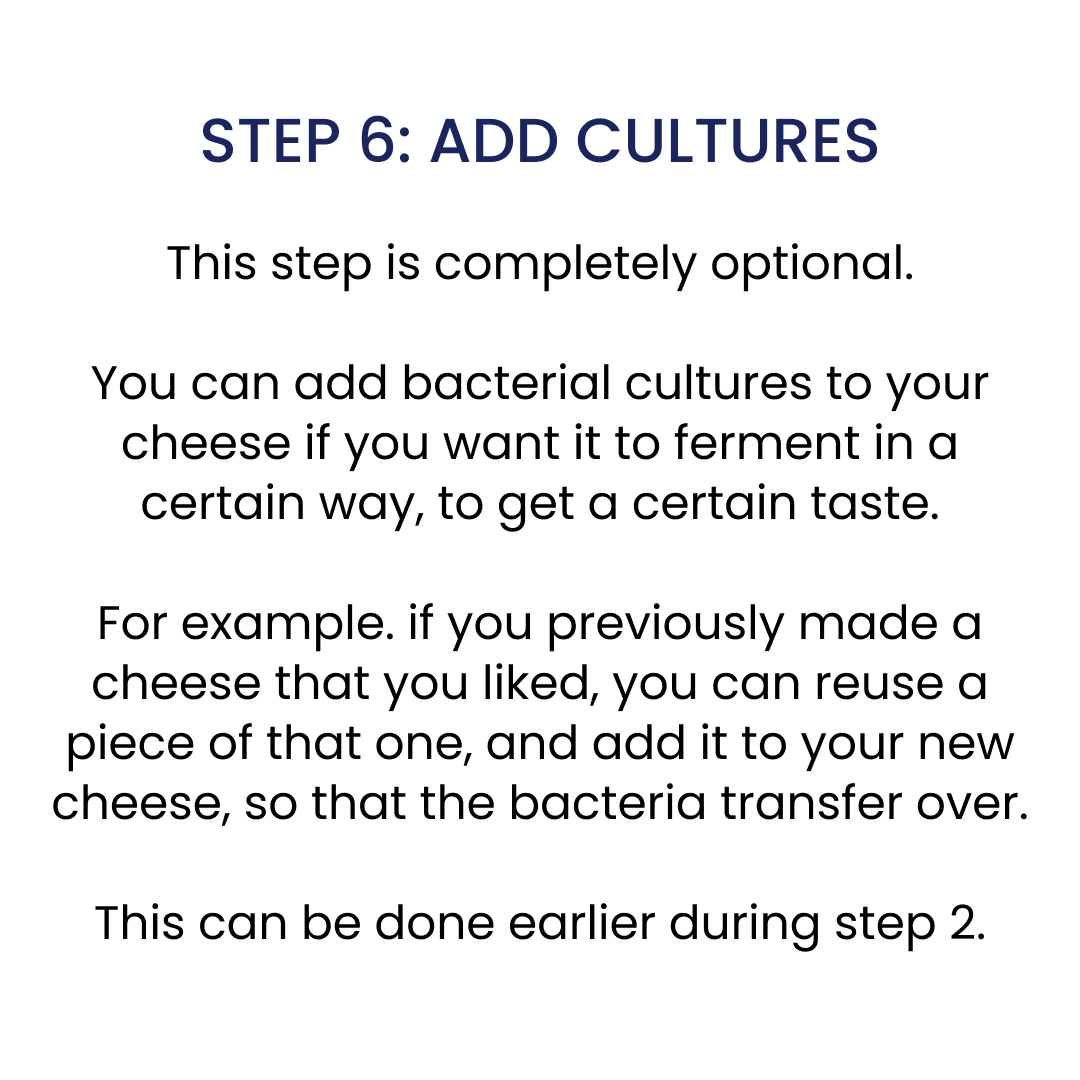 STEP 6: ADD CULTURES
This step is completely optional.
You can add bacterial cultures to your
cheese if you want it to ferment in a
certain way, to get a certain taste.
For example. if you previously made a
cheese that you liked, you can reuse a
piece of that one, and add it to your new
cheese, so that the bacteria transfer over.
This can be done earlier during step 2.